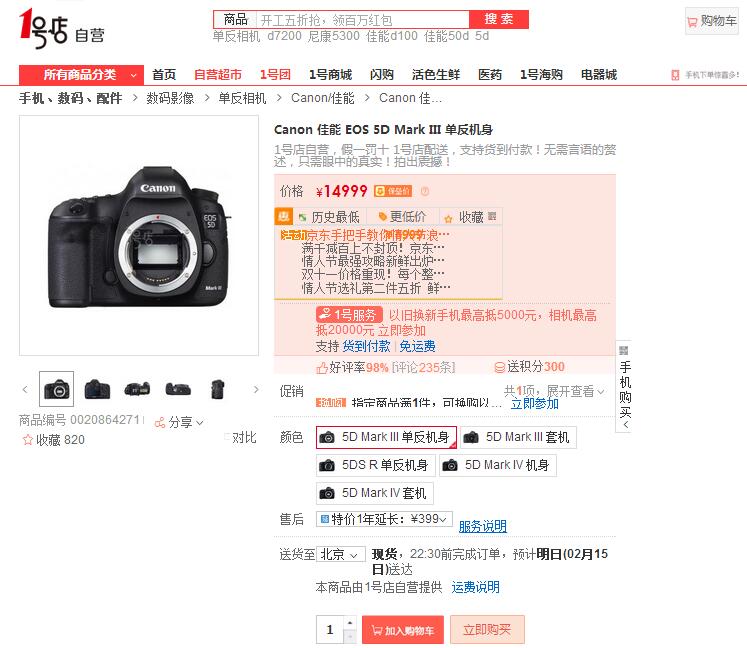 1号店 自营
商品 开工五折抢，领百万红包 搜 索
单反相机 d7200 尼康5300 佳能d100 佳能50d 5d
购物车
所有商品分类 首页 自营超市 1号团 1号商城 闪购 活色生鲜 医药 1号海购 电器城 手机下单惊喜多!
手机、数码、配件 > 数码影像 > 单反相机 > Canon/佳能 > Canon 佳…
Canon 佳能 EOS 5D Mark III 单反机身
1号店自营，假一罚十 1号店配送，支持货到付款！无需言语的赘
述，只需眼中的真实！拍出震撼！
Canon
EOS
5D
Mark III
1号店
价格 ¥14999 保垒价
历史最低 更低价 收藏
活动 京东手把手教你情人节浪…
满千减百上不封顶！京东…
情人节最强攻略新鲜出炉…
双十一价格重现！每个整…
情人节选礼第二件五折 鲜…
1号服务 以旧换新手机最高抵5000元，相机最高
抵20000元 立即参加
支持 货到付款 | 免运费
好评率98% [评论235条] 送积分300
促销 共1项，展开查看
换购 指定商品满1件，可换购以… 立即参加
商品编号 0020864271 分享
收藏 820 对比
颜色 5D Mark III 单反机身 5D Mark III 套机
5DS R 单反机身 5D Mark IV 机身
5D Mark IV 套机
售后 特价1年延长：¥399 服务说明
送货至 北京 现货，22:30前完成订单，预计明日(02月15
日)送达
本商品由1号店自营提供 运费说明
1 加入购物车 立即购买
手机购买